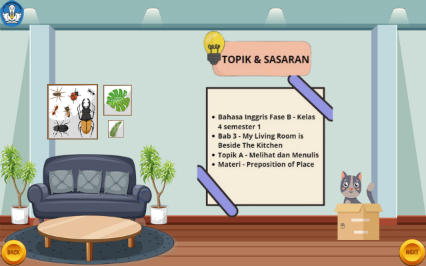 TOPIK & SASARAN
Bahasa Inggris Fase B - Kelas
4 semester 1
Bab 3 - My Living Room is
Beside The Kitchen
Topik A - Melihat dan Menulis
Materi - Preposition of Place
BACK
NEXT